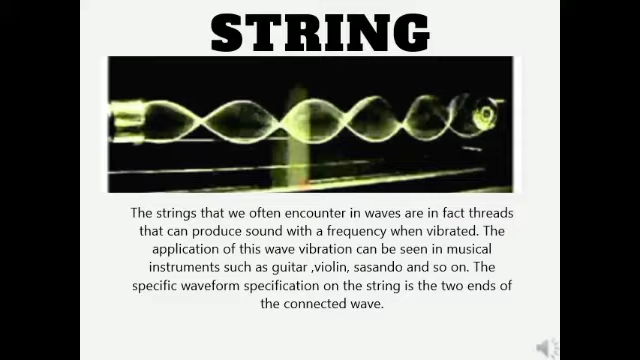 STRING
The strings that we often encounter in waves are in fact threads
that can produce sound with a frequency when vibrated. The
application of this wave vibration can be seen in musical
instruments such as guitar ,violin, sasando and so on. The
specific waveform specification on the string is the two ends of
the connected wave.